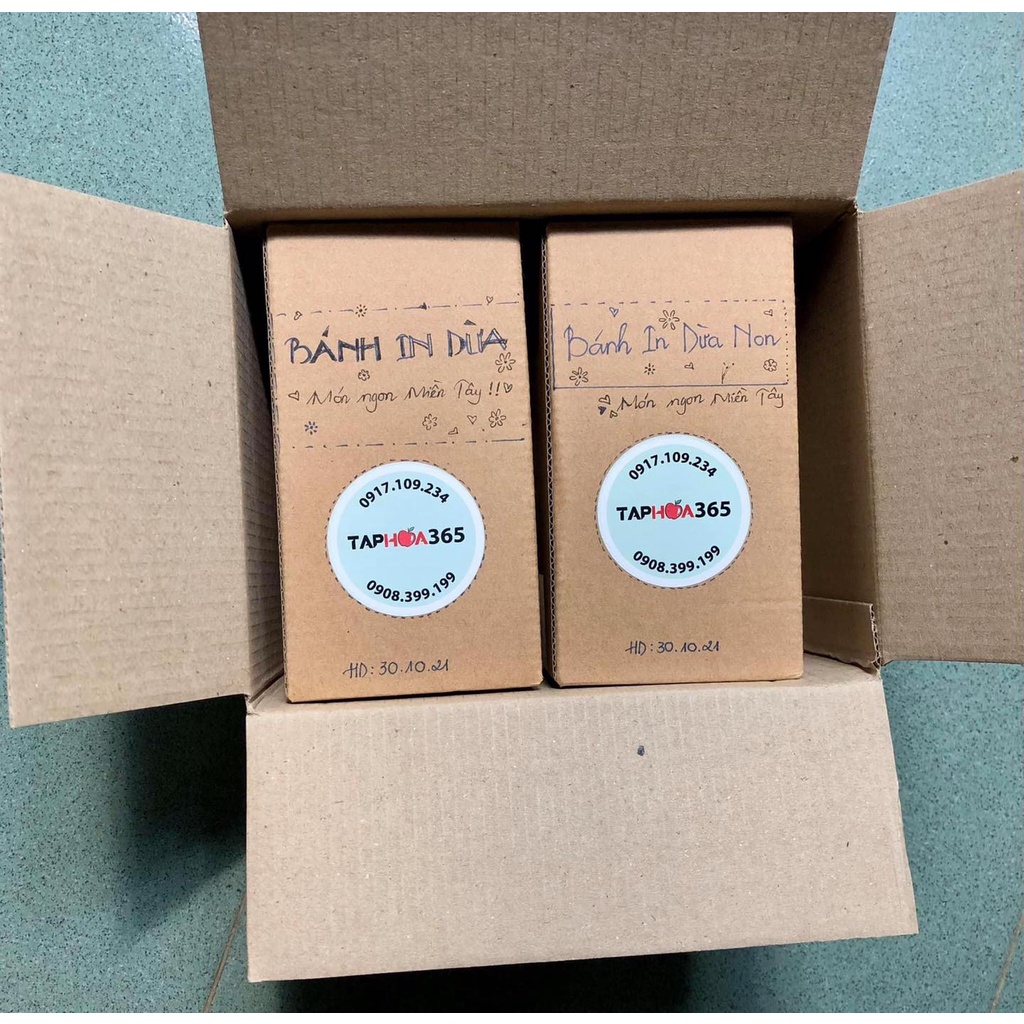 BÁNH IN DỪA
Món ngon Miền Tây !!
0917.109.234
TAPHOA365
0908.399.199
HD: 30.10.21
Bánh In Dừa Non
Món ngon Miền Tây
0917.109.234
TAPHOA365
0908.399.199
HD: 30.10.21